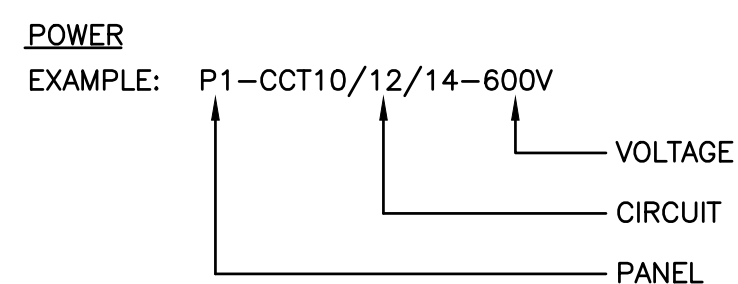 POWER
EXAMPLE: P1-CCT10/12/14-600V
VOLTAGE
CIRCUIT
PANEL